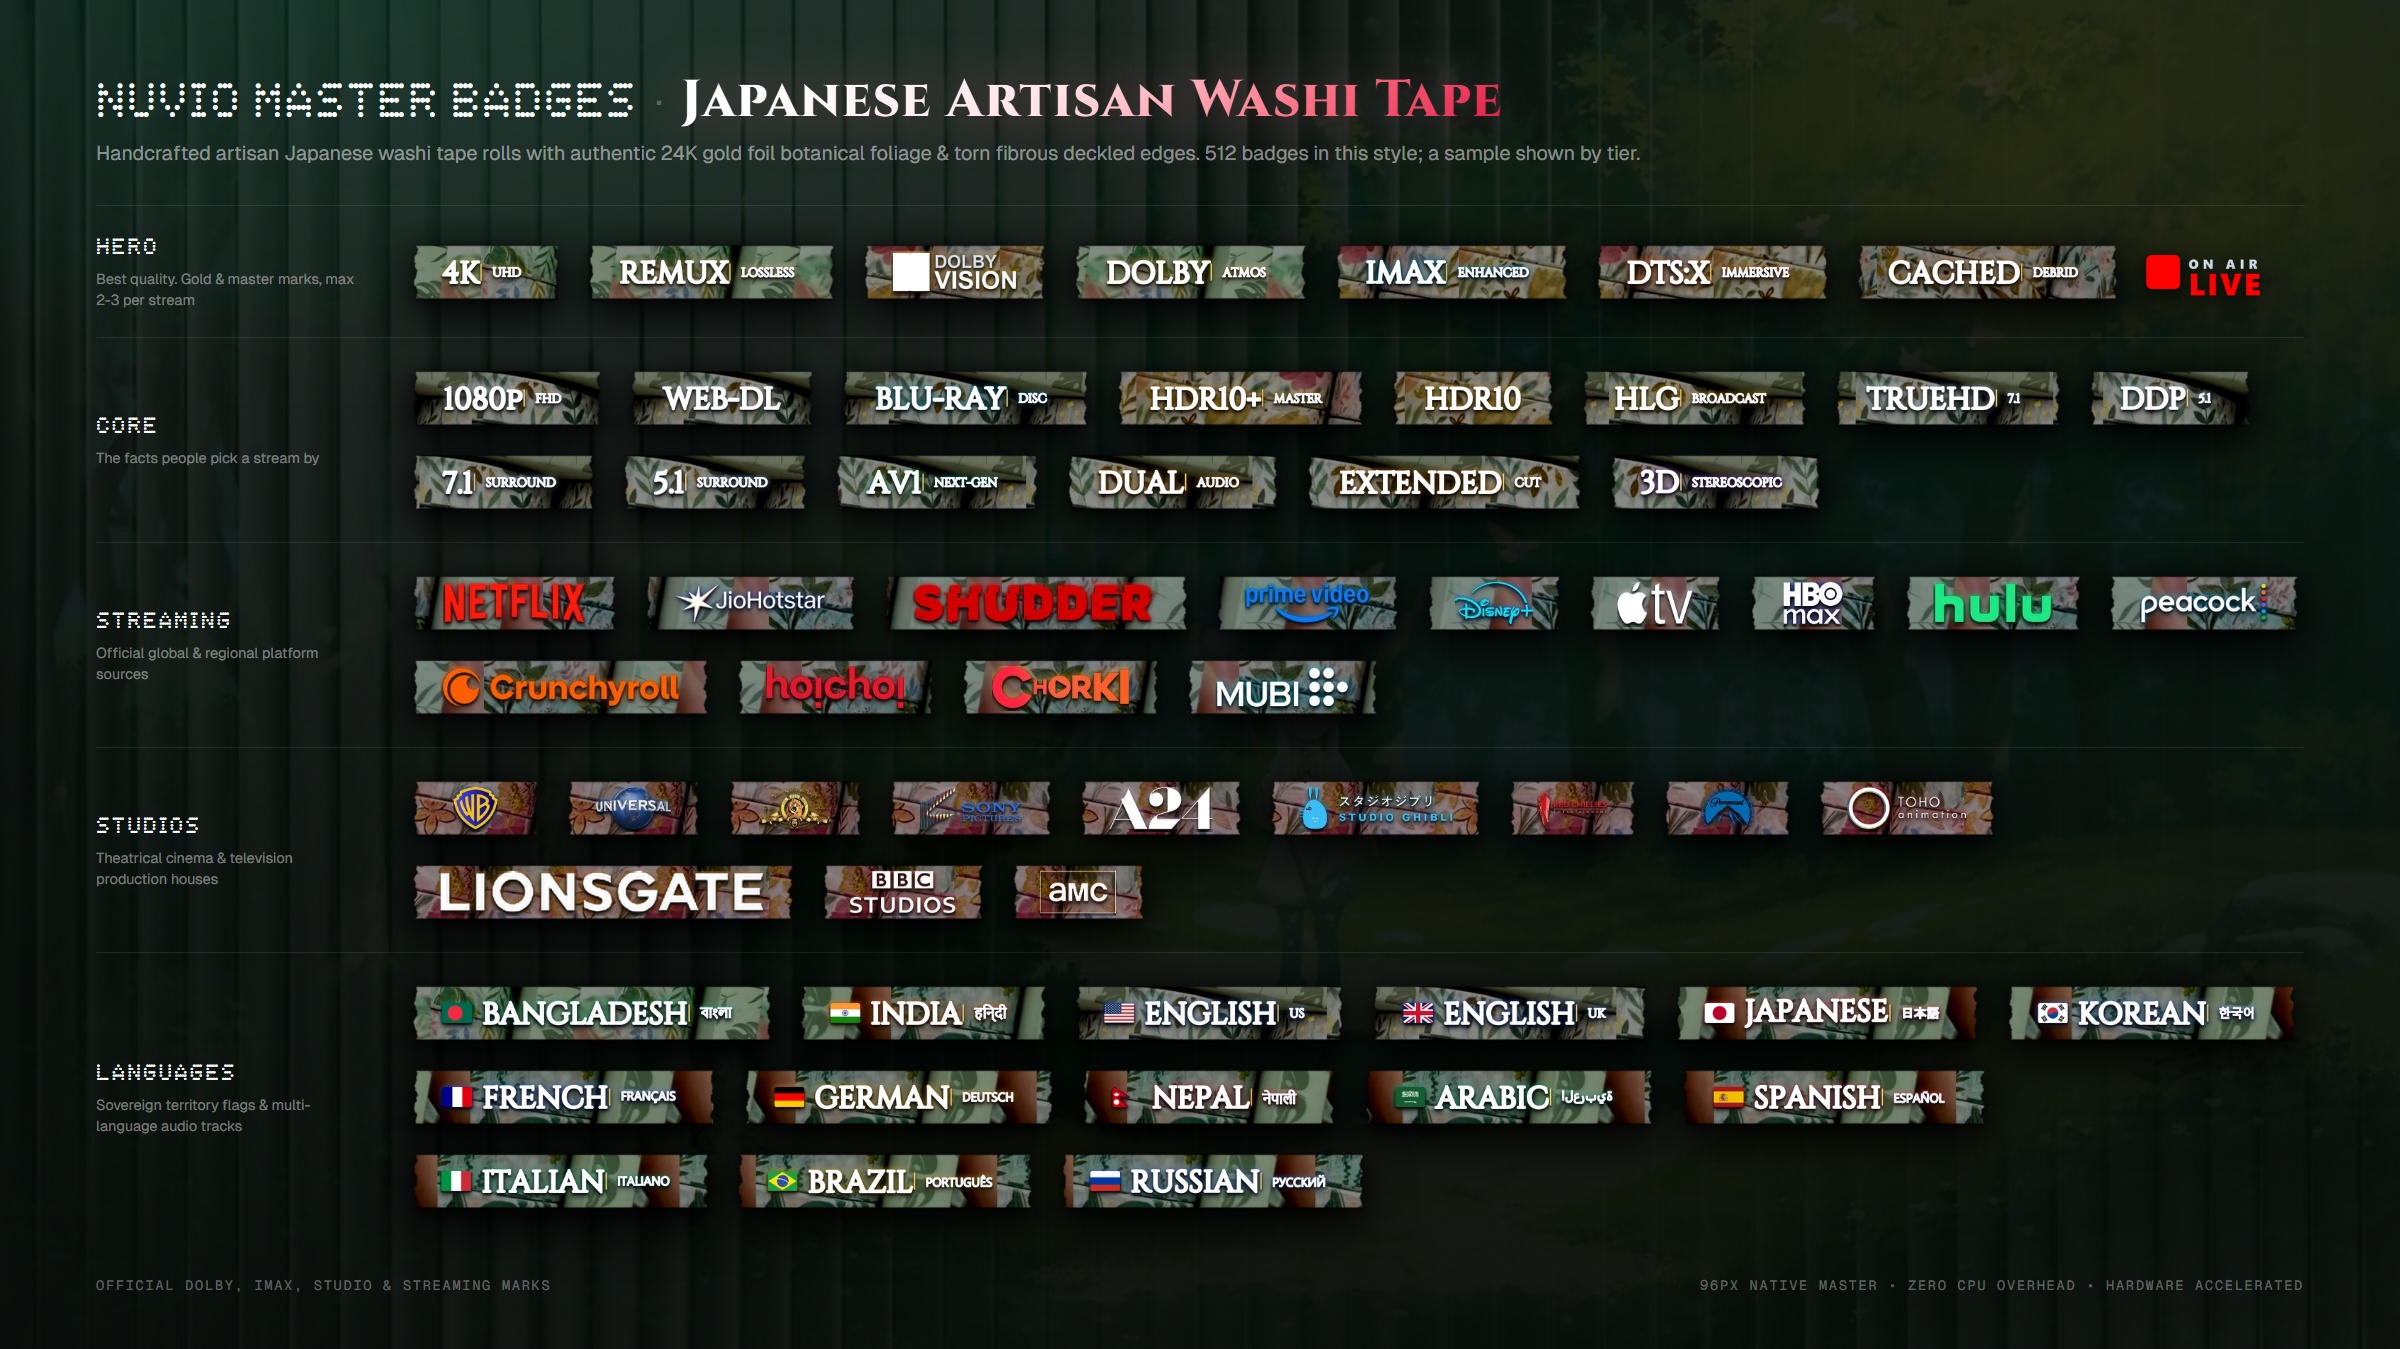 NUVIO MASTER BADGES · JAPANESE ARTISAN WASHI TAPE
Handcrafted artisan Japanese washi tape rolls with authentic 24K gold foil botanical foliage & torn fibrous deckled edges. 512 badges in this style; a sample shown by tier.
HERO
Best quality. Gold & master marks, max
2-3 per stream
4K UHD
REMUX LOSSLESS
DOLBY
VISION
DOLBY ATMOS
IMAX ENHANCED
DTS:X IMMERSIVE
CACHED DEBRID
ON AIR
LIVE
CORE
The facts people pick a stream by
1080P FHD
WEB-DL
BLU-RAY DISC
HDR10+ MASTER
HDR10
HLG BROADCAST
TRUEHD 7.1
DDP 5.1
7.1 SURROUND
5.1 SURROUND
AV1 NEXT-GEN
DUAL AUDIO
EXTENDED CUT
3D STEREOSCOPIC
STREAMING
Official global & regional platform
sources
NETFLIX
JioHotstar
SHUDDER
prime video
Disney+
tv
HBO
max
hulu
peacock
Crunchyroll
hoichoi
CHORKI
MUBI
STUDIOS
Theatrical cinema & television
production houses
WB
UNIVERSAL
SONY
PICTURES
A24
スタジオジブリ
STUDIO GHIBLI
RED CHILLIES
Paramount
TOHO
animation
LIONSGATE
BBC
STUDIOS
aMC
LANGUAGES
Sovereign territory flags & multi-
language audio tracks
BANGLADESH বাংলা
INDIA हिन्दी
ENGLISH US
ENGLISH UK
JAPANESE 日本語
KOREAN 한국어
FRENCH FRANÇAIS
GERMAN DEUTSCH
NEPAL नेपाली
ARABIC العربية
SPANISH ESPAÑOL
ITALIAN ITALIANO
BRAZIL PORTUGUÊS
RUSSIAN РУССКИЙ
OFFICIAL DOLBY, IMAX, STUDIO & STREAMING MARKS
96PX NATIVE MASTER • ZERO CPU OVERHEAD • HARDWARE ACCELERATED